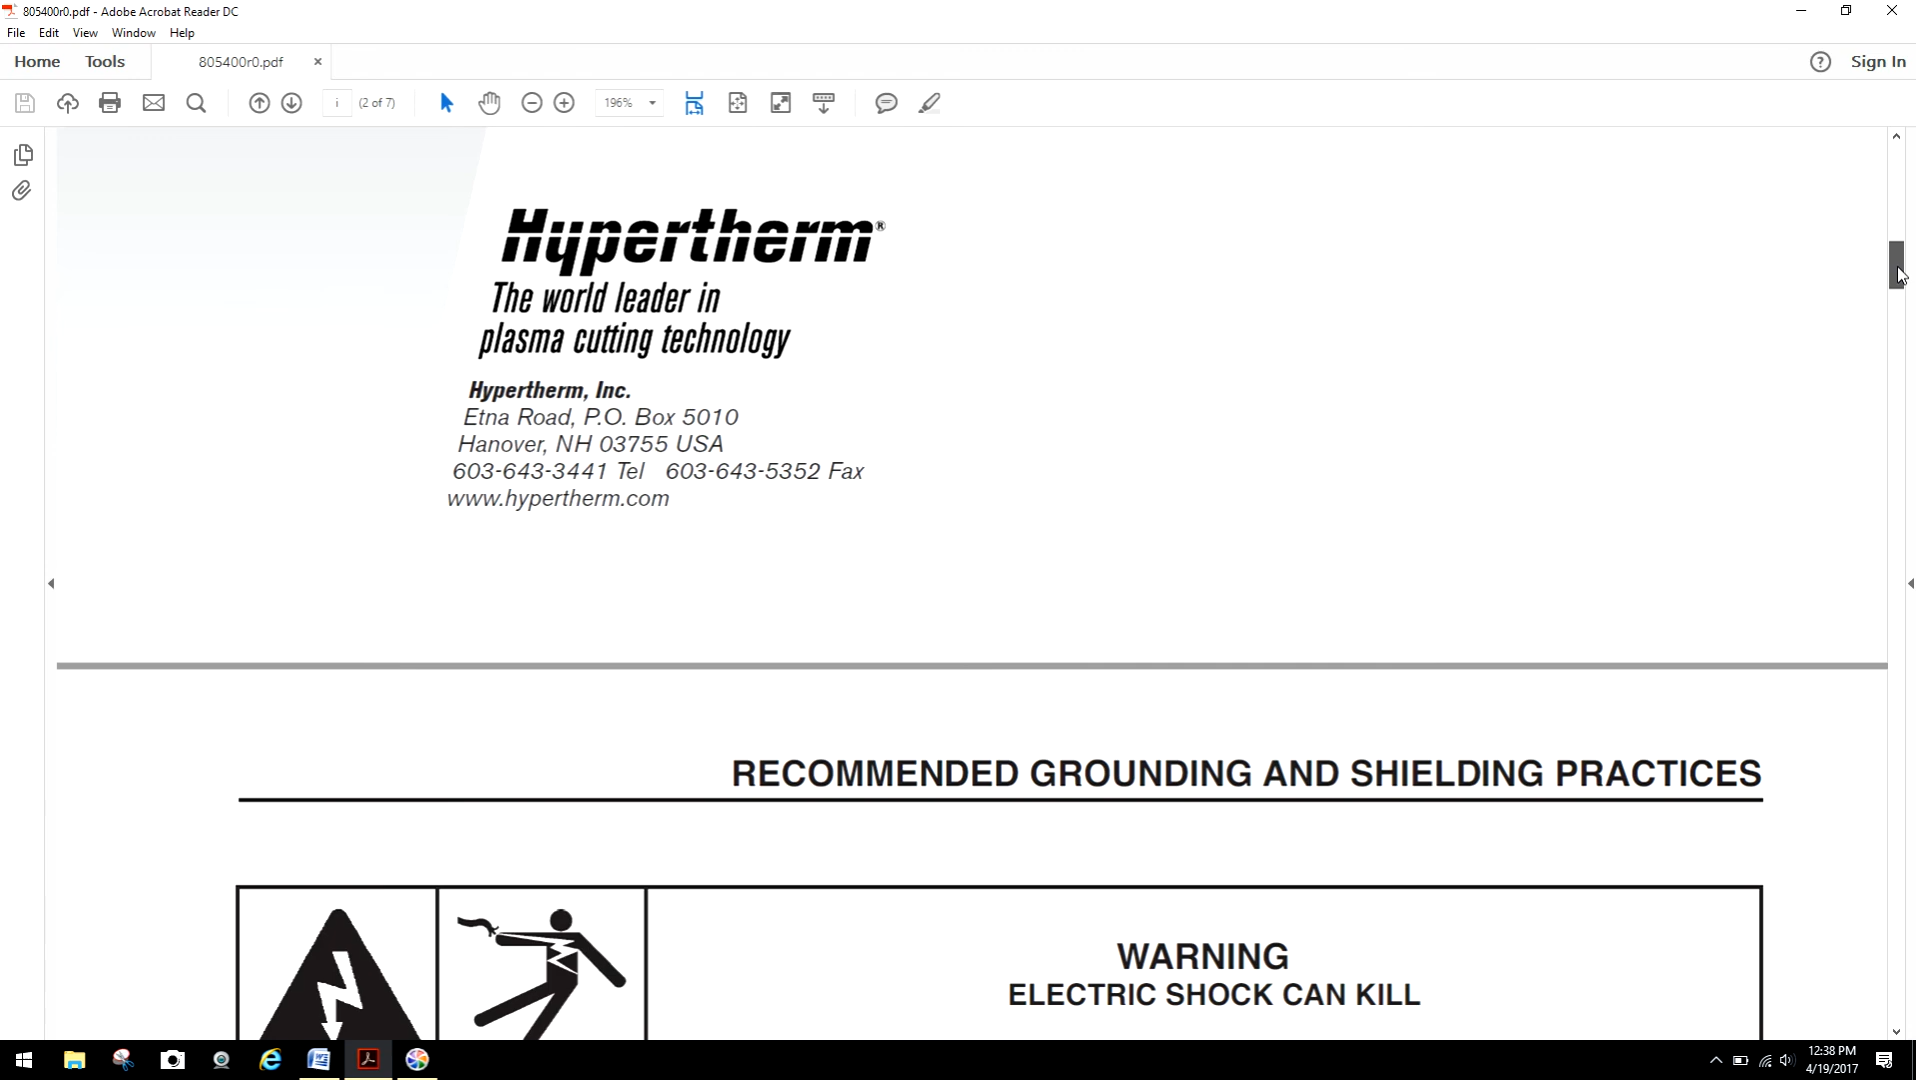 805400r0.pdf - Adobe Acrobat Reader DC
File Edit View Window Help
Home Tools 805400r0.pdf Sign In
i (2 of 7) 196%
Hypertherm®
The world leader in
plasma cutting technology
Hypertherm, Inc.
Etna Road, P.O. Box 5010
Hanover, NH 03755 USA
603-643-3441 Tel 603-643-5352 Fax
www.hypertherm.com
RECOMMENDED GROUNDING AND SHIELDING PRACTICES
WARNING
ELECTRIC SHOCK CAN KILL
12:38 PM
4/19/2017